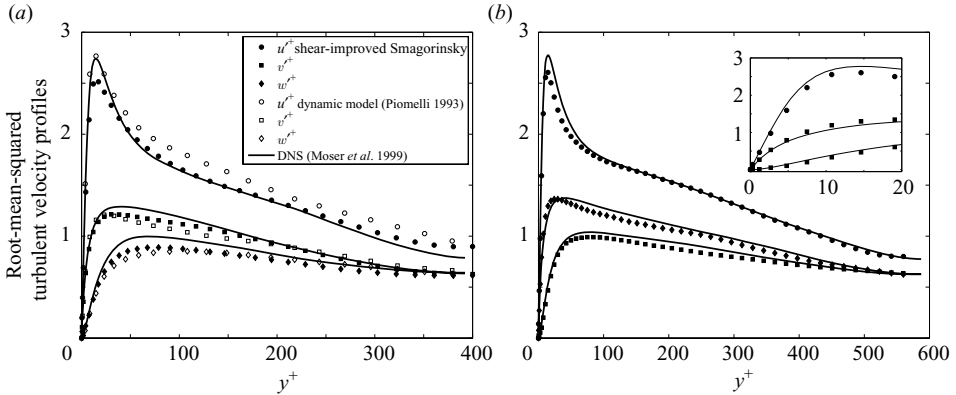 (a)
(b)
Root-mean-squared
turbulent velocity profiles
3
2
1
0
100
200
300
400
y+
u′+ shear-improved Smagorinsky
v′+
w′+
u′+ dynamic model (Piomelli 1993)
v′+
w′+
DNS (Moser et al. 1999)
3
2
1
0
100
200
300
400
500
600
y+
3
2
1
0
10
20